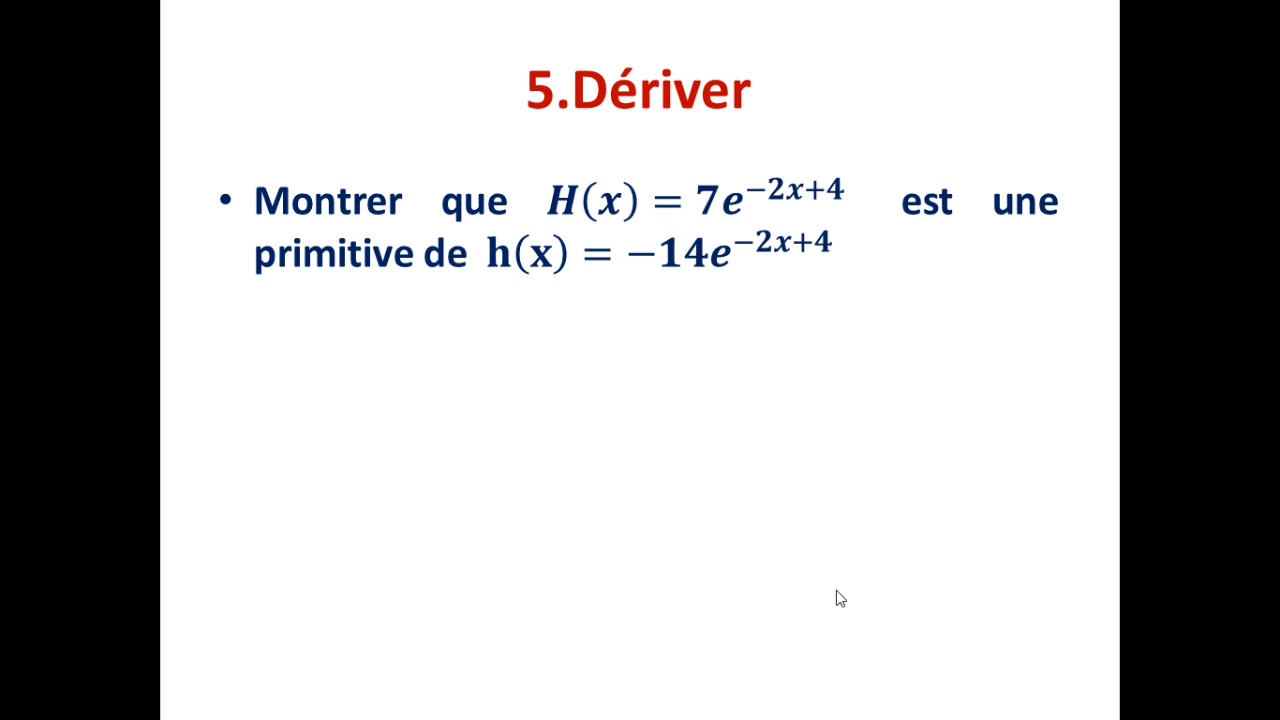 5.Dériver
• Montrer que $H(x) = 7e^{-2x+4}$ est une
primitive de $h(x) = -14e^{-2x+4}$